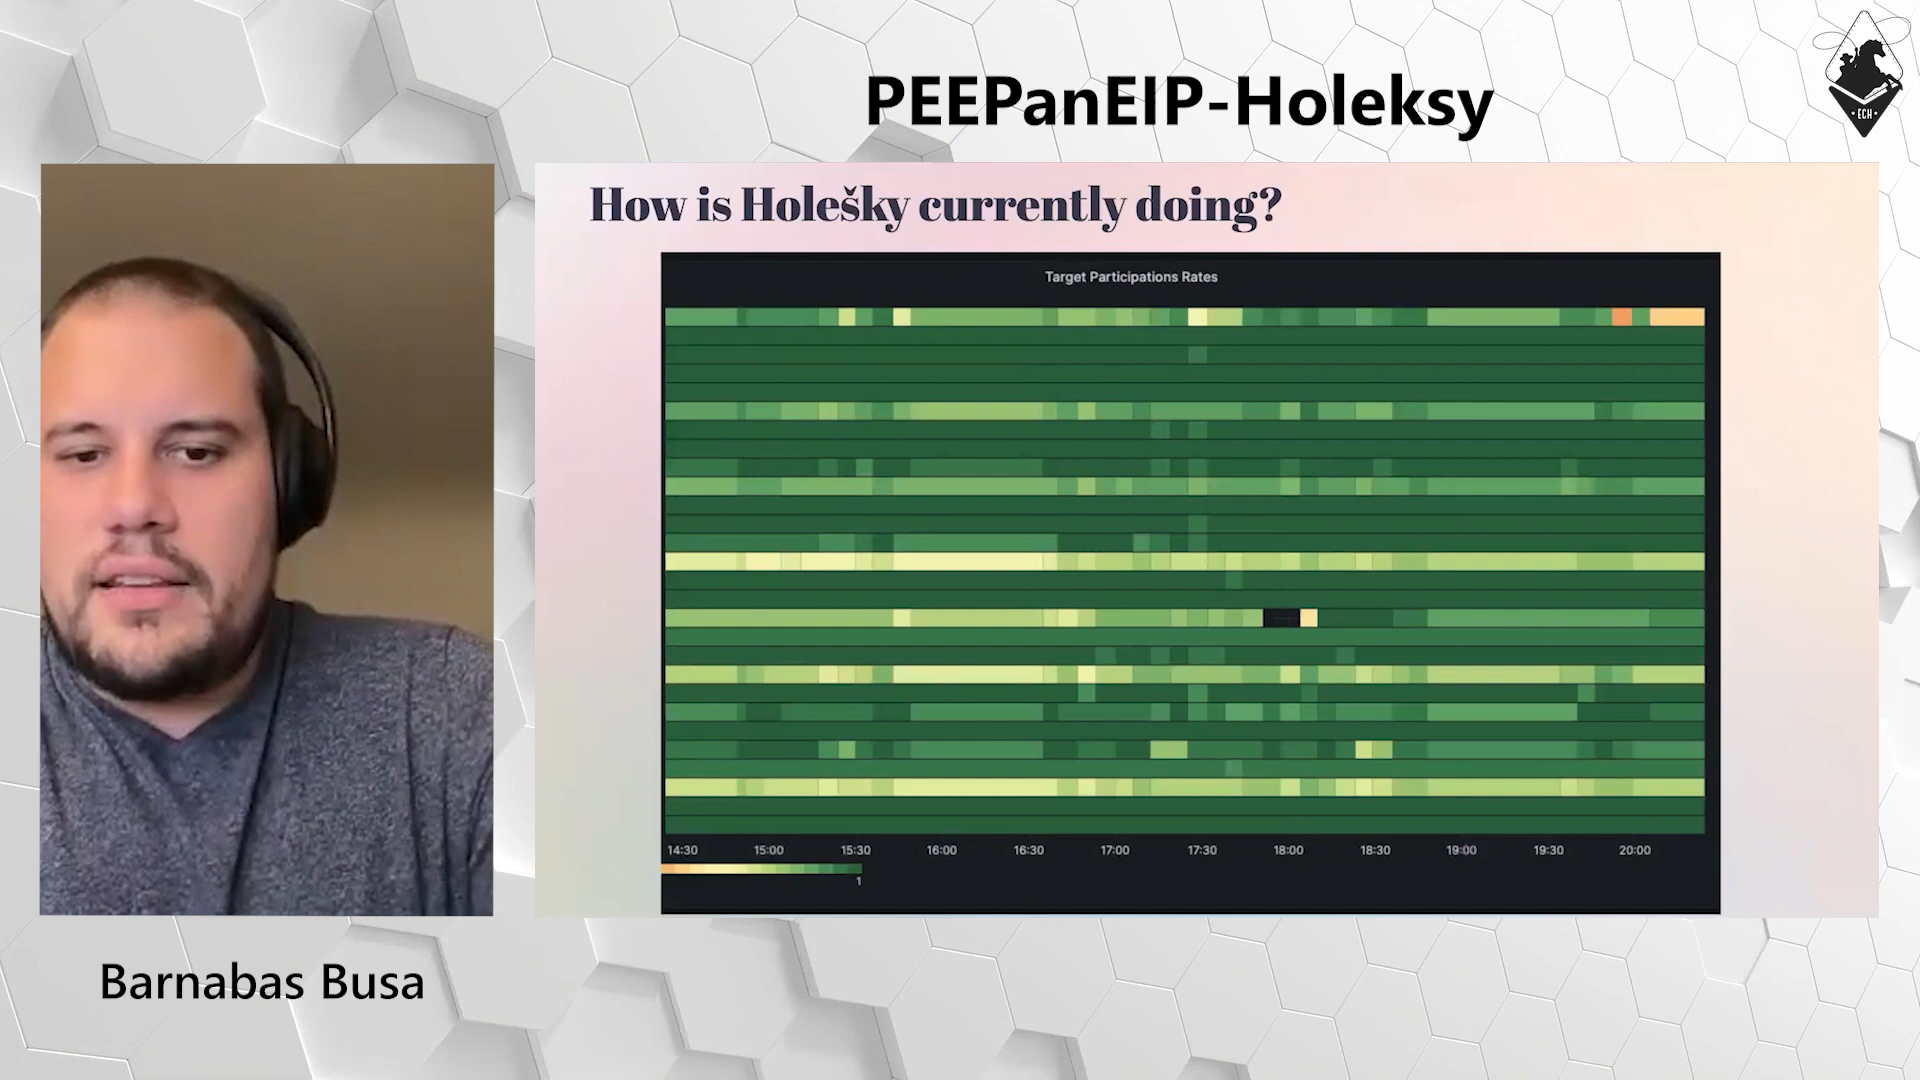 PEEPanEIP-Holeksy
• ECH •
How is Holešky currently doing?
Target Participations Rates
14:30 15:00 15:30 16:00 16:30 17:00 17:30 18:00 18:30 19:00 19:30 20:00
1
Barnabas Busa